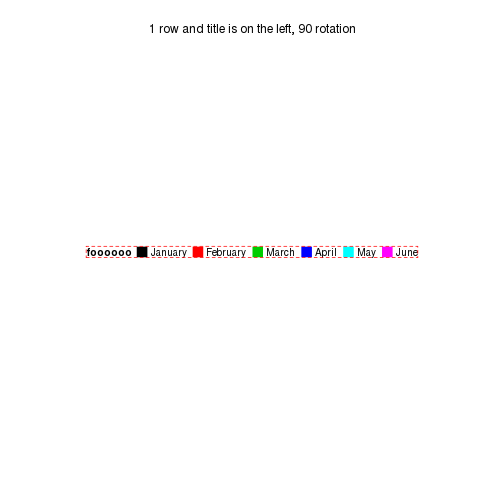 1 row and title is on the left, 90 rotation
foooooo January February March April May June